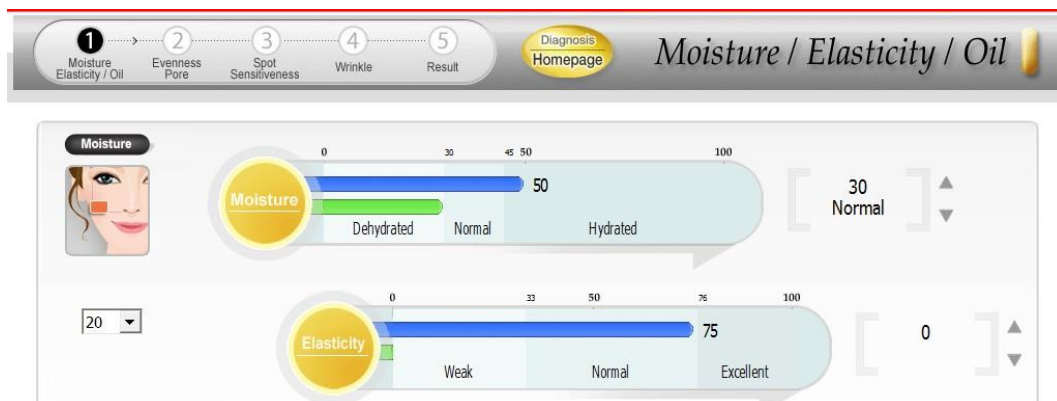 1 2 3 4 5
Moisture Elasticity / Oil
Evenness Pore
Spot Sensitiveness
Wrinkle
Result
Diagnosis
Homepage
Moisture / Elasticity / Oil
Moisture
0 30 45 50 100
Moisture
50
30
Normal
Dehydrated Normal Hydrated
20
0 33 50 76 100
Elasticity
75
0
Weak Normal Excellent